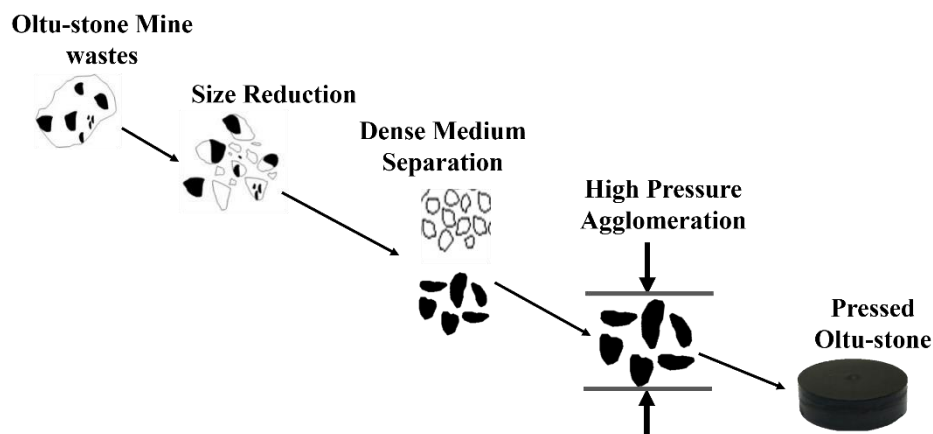 Oltu-stone Mine
wastes
Size Reduction
Dense Medium
Separation
High Pressure
Agglomeration
Pressed
Oltu-stone